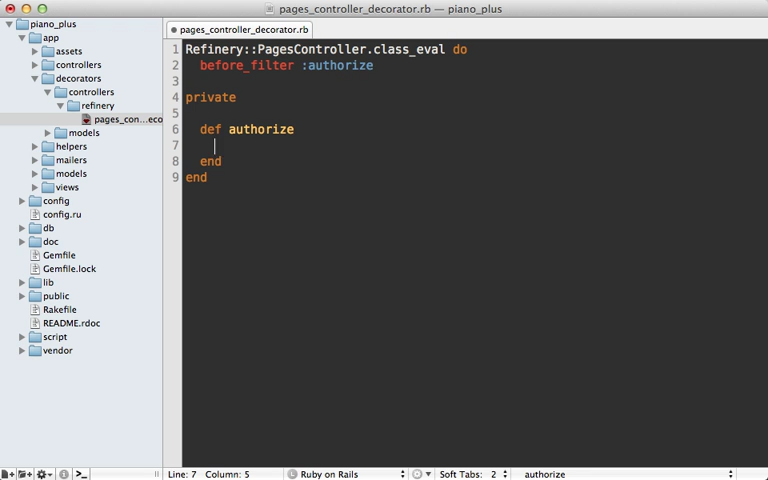 pages_controller_decorator.rb — piano_plus
piano_plus
app
assets
controllers
decorators
controllers
refinery
pages_con...eco
models
helpers
mailers
models
views
config
config.ru
db
doc
Gemfile
Gemfile.lock
lib
public
Rakefile
README.rdoc
script
vendor
pages_controller_decorator.rb
1 Refinery::PagesController.class_eval do
2 before_filter :authorize
3
4 private
5
6 def authorize
7
8 end
9 end
Line: 7 Column: 5 Ruby on Rails Soft Tabs: 2 authorize